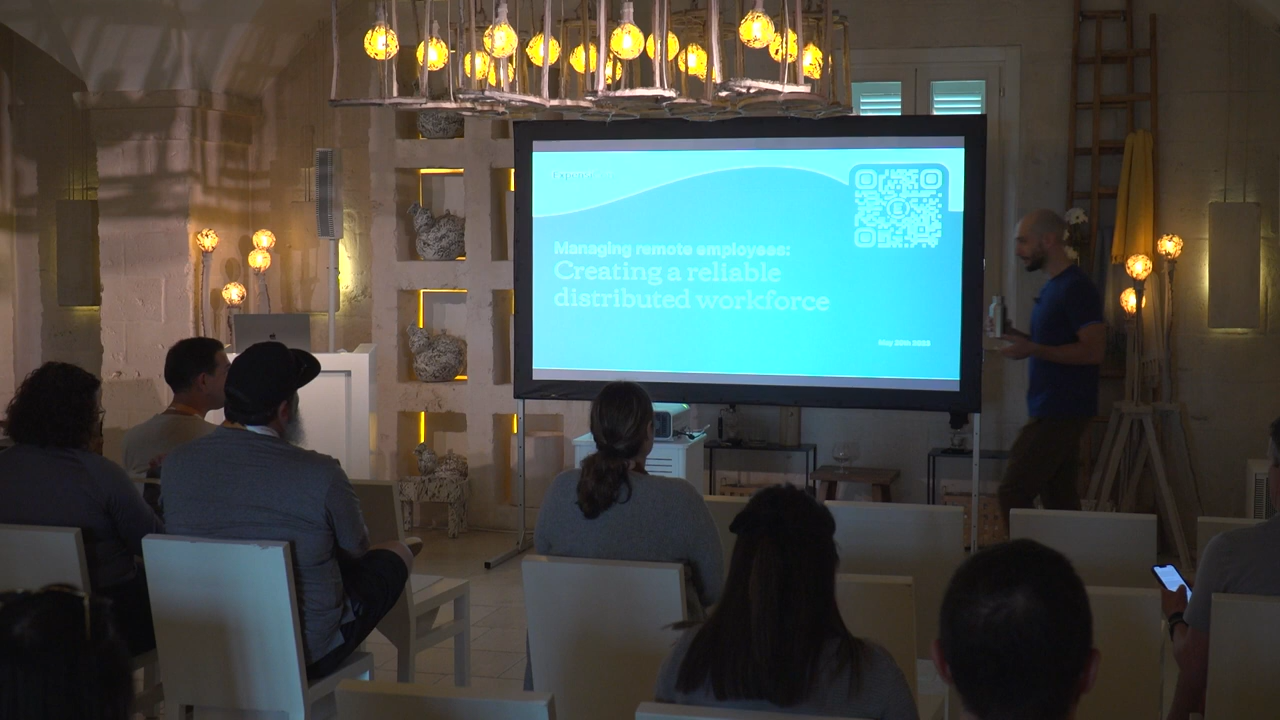 Managing remote employees:
Creating a reliable
distributed workforce